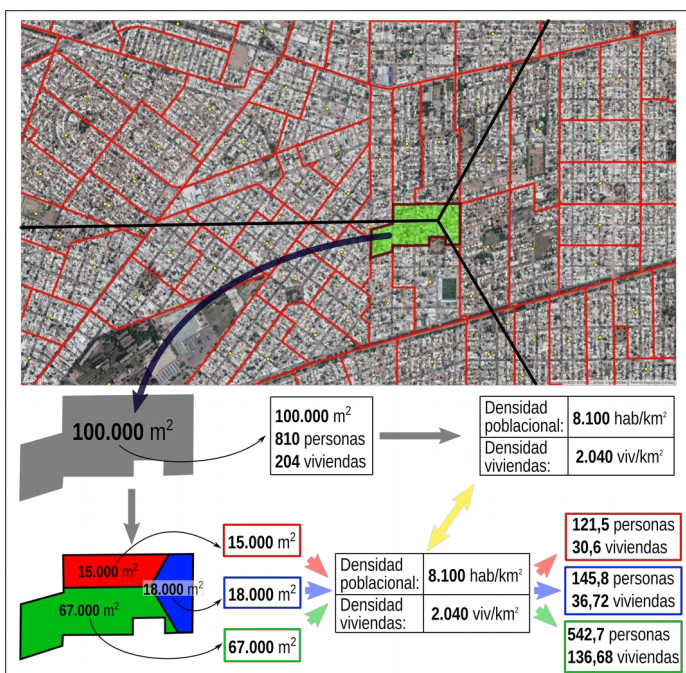 100.000 m²
100.000 m²
810 personas
204 viviendas
Densidad
poblacional:
8.100 hab/km²
Densidad
viviendas:
2.040 viv/km²
15.000 m²
18.000 m²
67.000 m²
15.000 m²
18.000 m²
67.000 m²
Densidad
poblacional:
8.100 hab/km²
Densidad
viviendas:
2.040 viv/km²
121,5 personas
30,6 viviendas
145,8 personas
36,72 viviendas
542,7 personas
136,68 viviendas